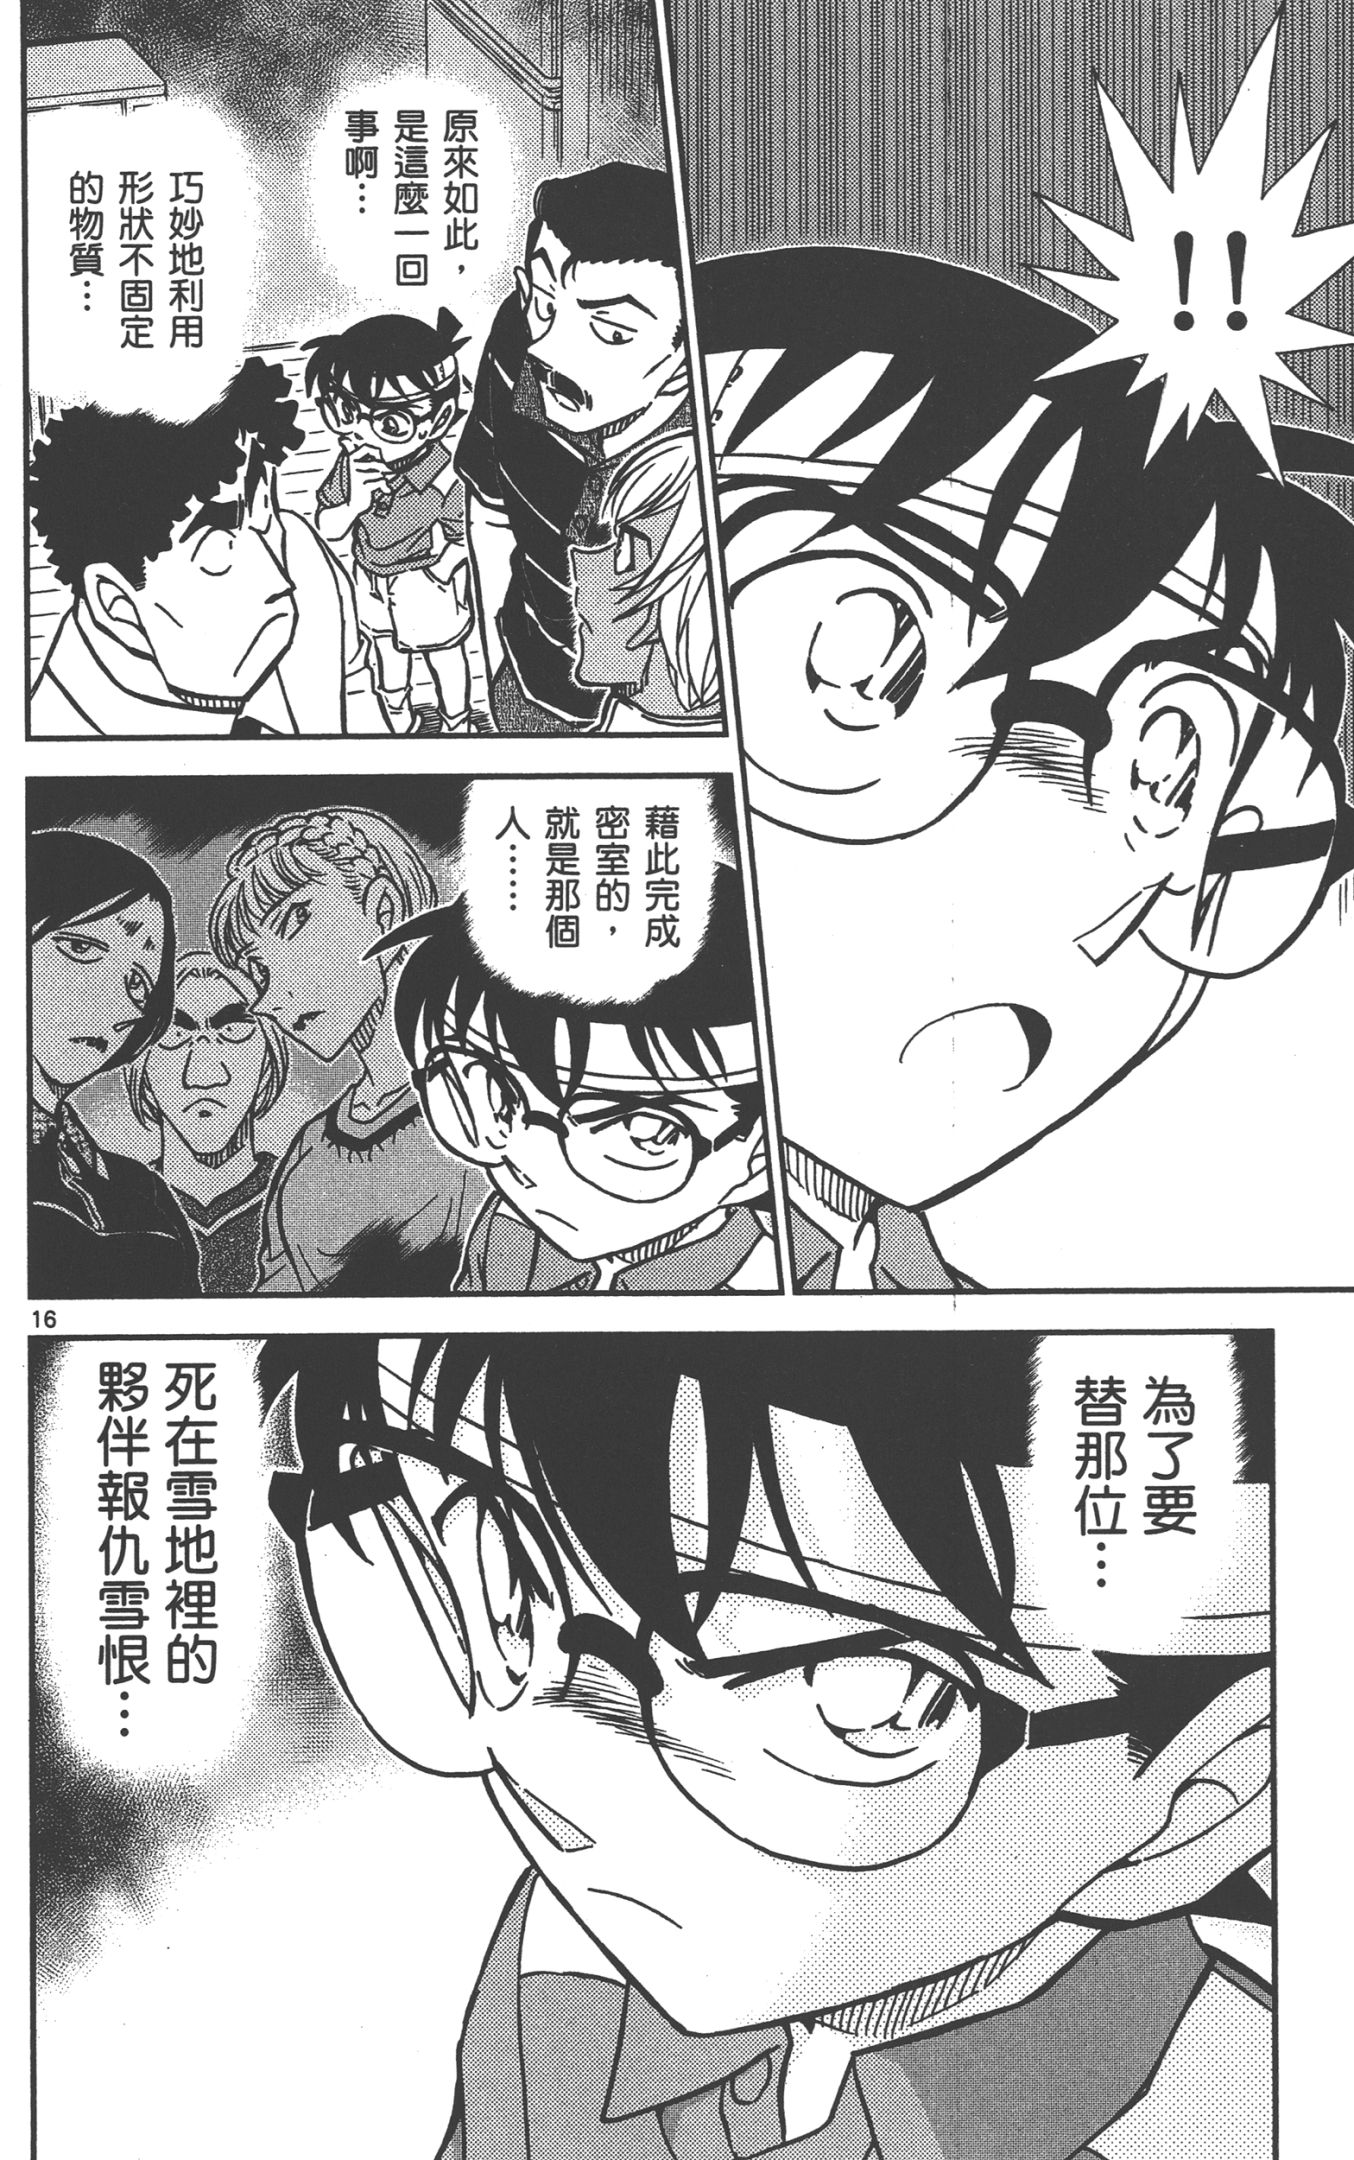 !!
原來如此，
是這麼一回
事啊…
巧妙地利用
形狀不固定
的物質…
藉此完成
密室的，
就是那個
人……
16
為了要
替那位…
死在雪地裡的
夥伴報仇雪恨…